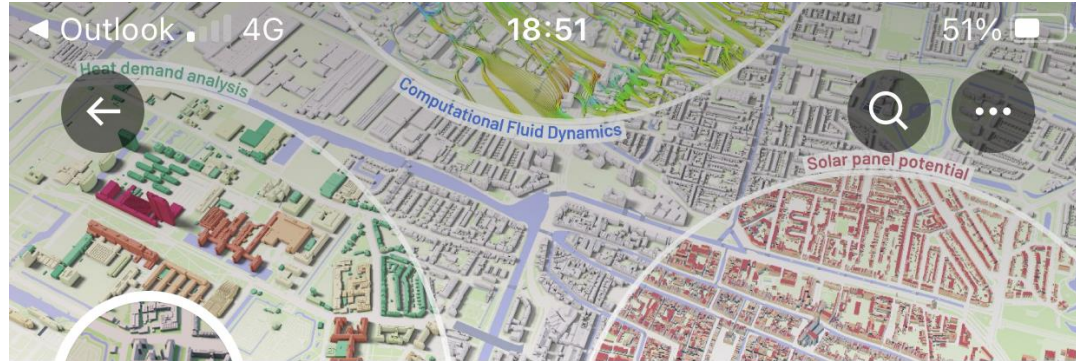 ◀ Outlook 4G 18:51 51%
Heat demand analysis
Computational Fluid Dynamics
Solar panel potential